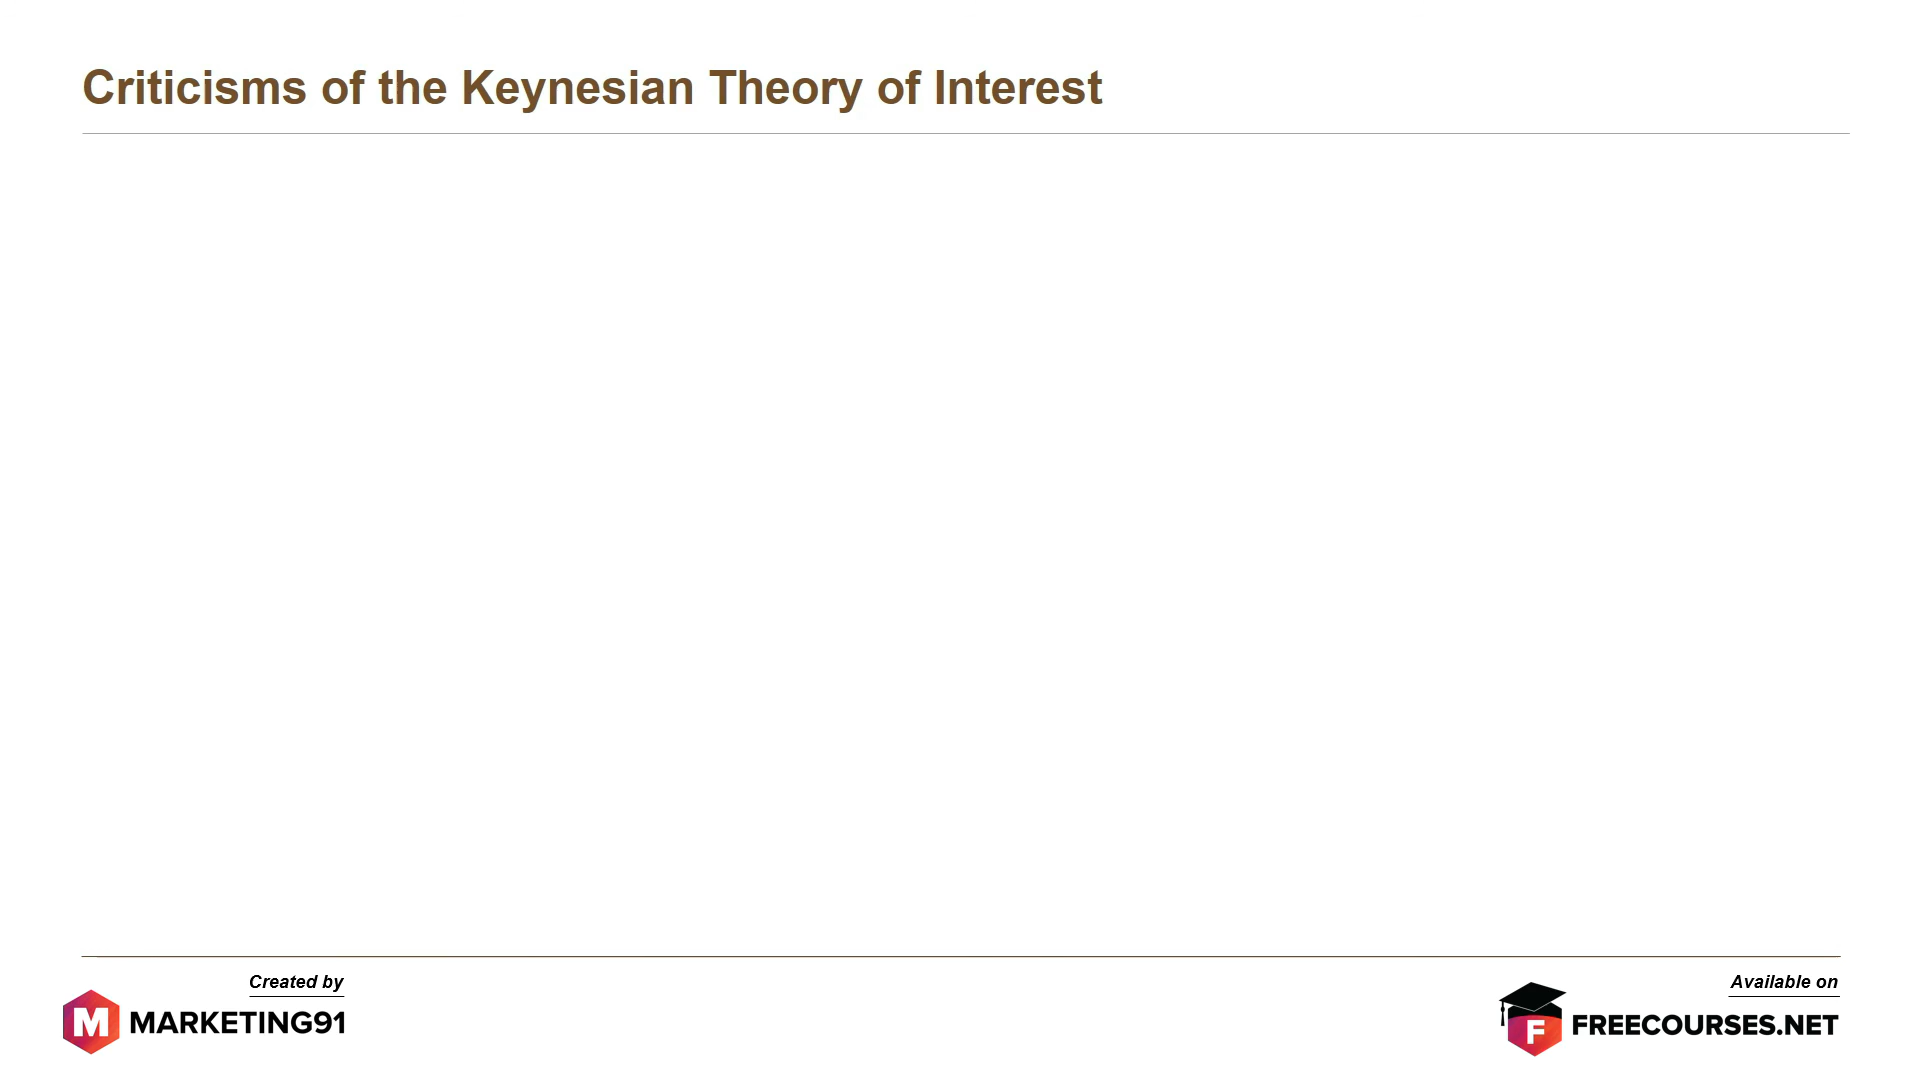 Criticisms of the Keynesian Theory of Interest
Created by
M MARKETING91
Available on
F FREECOURSES.NET